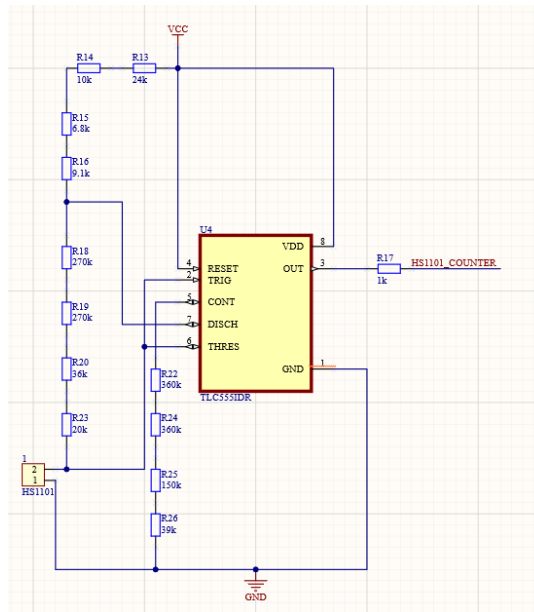 VCC
R14
10k
R13
24k
R15
6.8k
R16
9.1k
R18
270k
R19
270k
R20
36k
R23
20k
U4
4
RESET
2
TRIG
5
CONT
7
DISCH
6
THRES
VDD
8
OUT
3
GND
1
TLC555IDR
R17
1k
HS1101_COUNTER
R22
360k
R24
360k
R25
150k
R26
39k
1
2
1
HS1101
GND